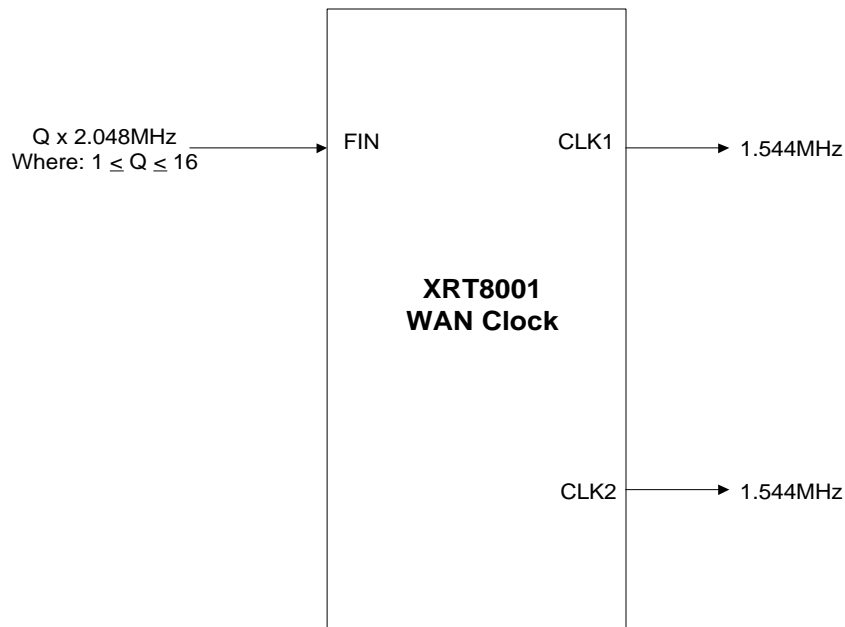 Q x 2.048MHz
Where: 1 ≤ Q ≤ 16
FIN
CLK1
1.544MHz
XRT8001
WAN Clock
CLK2
1.544MHz